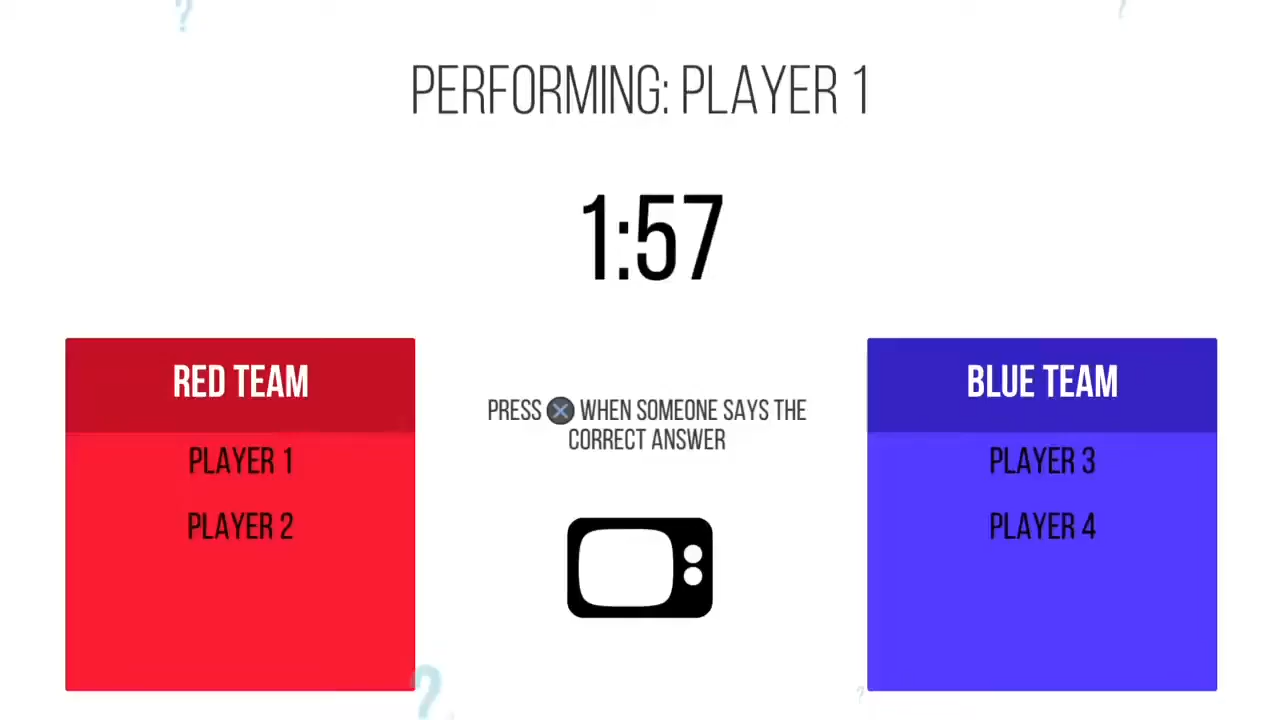 PERFORMING: PLAYER 1
1:57
RED TEAM
PLAYER 1
PLAYER 2
PRESS ⓧ WHEN SOMEONE SAYS THE
CORRECT ANSWER
BLUE TEAM
PLAYER 3
PLAYER 4